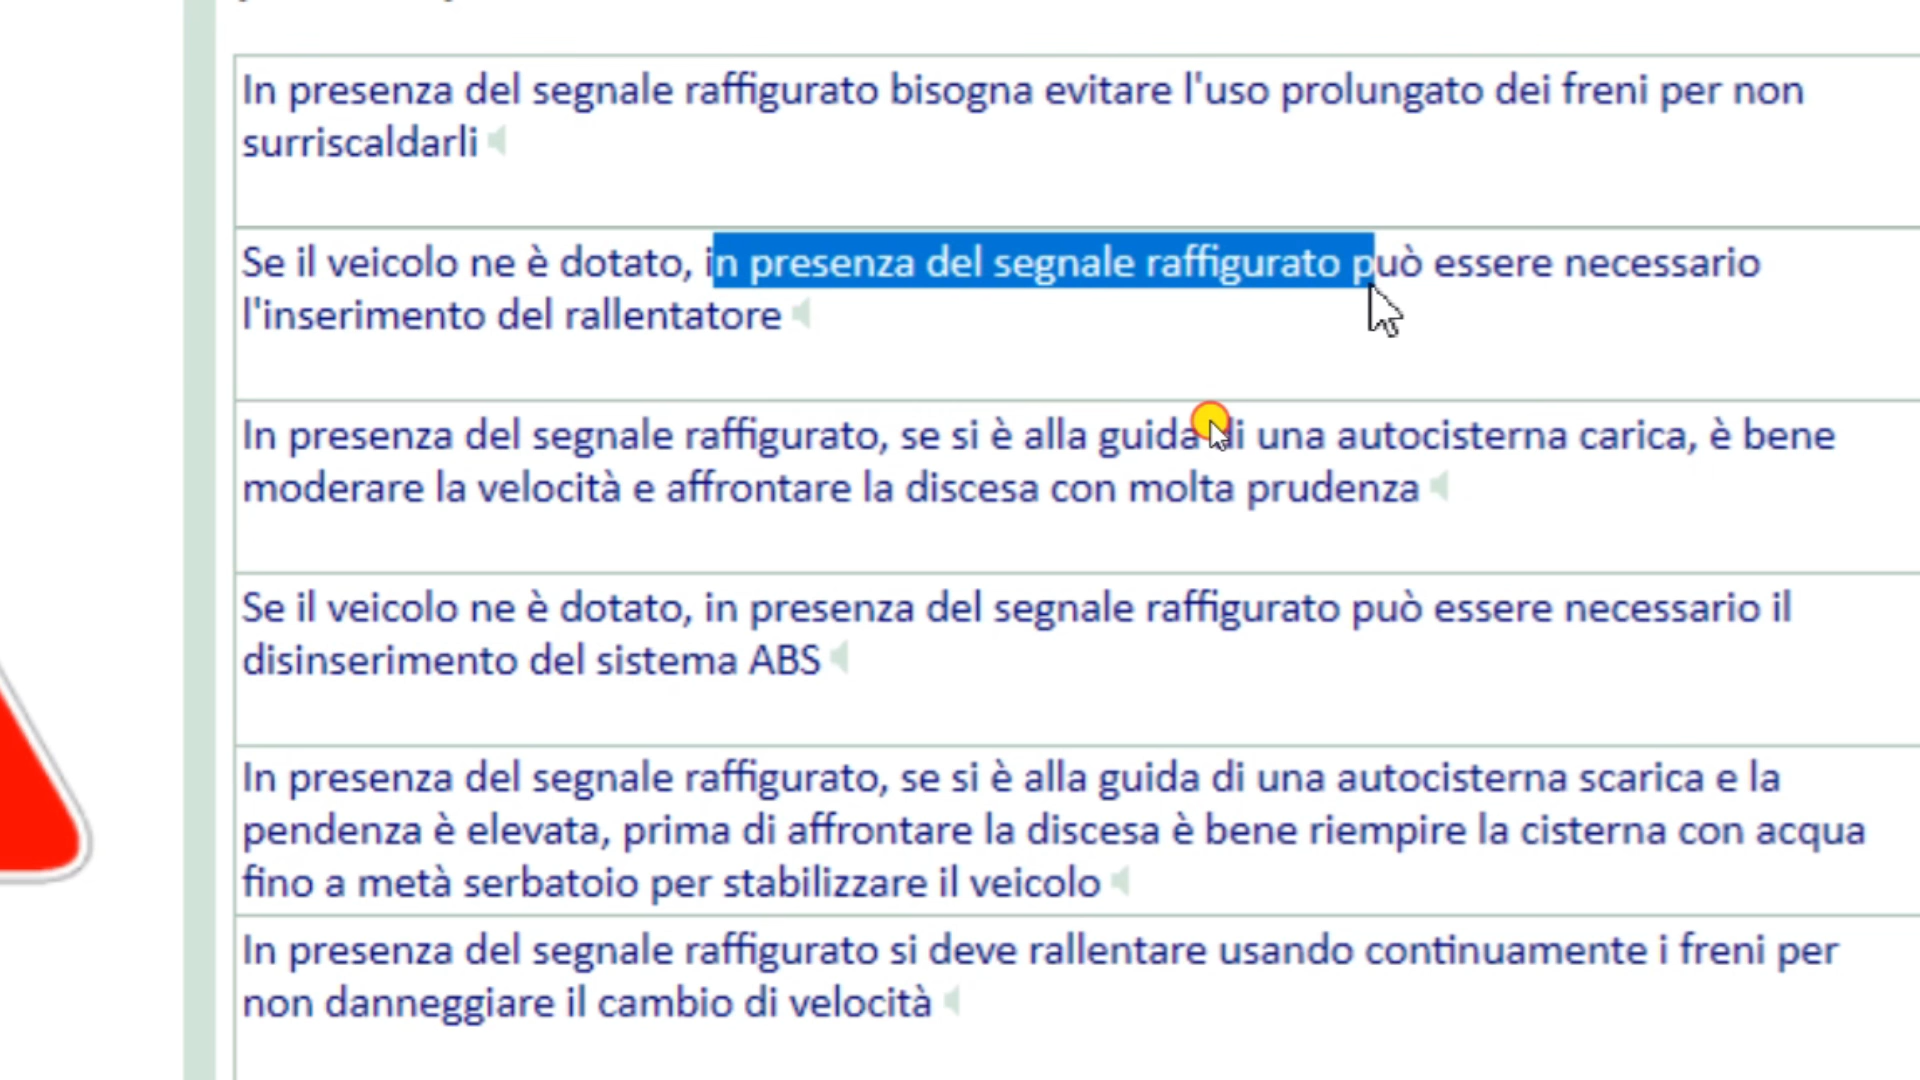 In presenza del segnale raffigurato bisogna evitare l'uso prolungato dei freni per non
surriscaldarli
Se il veicolo ne è dotato, in presenza del segnale raffigurato può essere necessario
l'inserimento del rallentatore
In presenza del segnale raffigurato, se si è alla guida di una autocisterna carica, è bene
moderare la velocità e affrontare la discesa con molta prudenza
Se il veicolo ne è dotato, in presenza del segnale raffigurato può essere necessario il
disinserimento del sistema ABS
In presenza del segnale raffigurato, se si è alla guida di una autocisterna scarica e la
pendenza è elevata, prima di affrontare la discesa è bene riempire la cisterna con acqua
fino a metà serbatoio per stabilizzare il veicolo
In presenza del segnale raffigurato si deve rallentare usando continuamente i freni per
non danneggiare il cambio di velocità